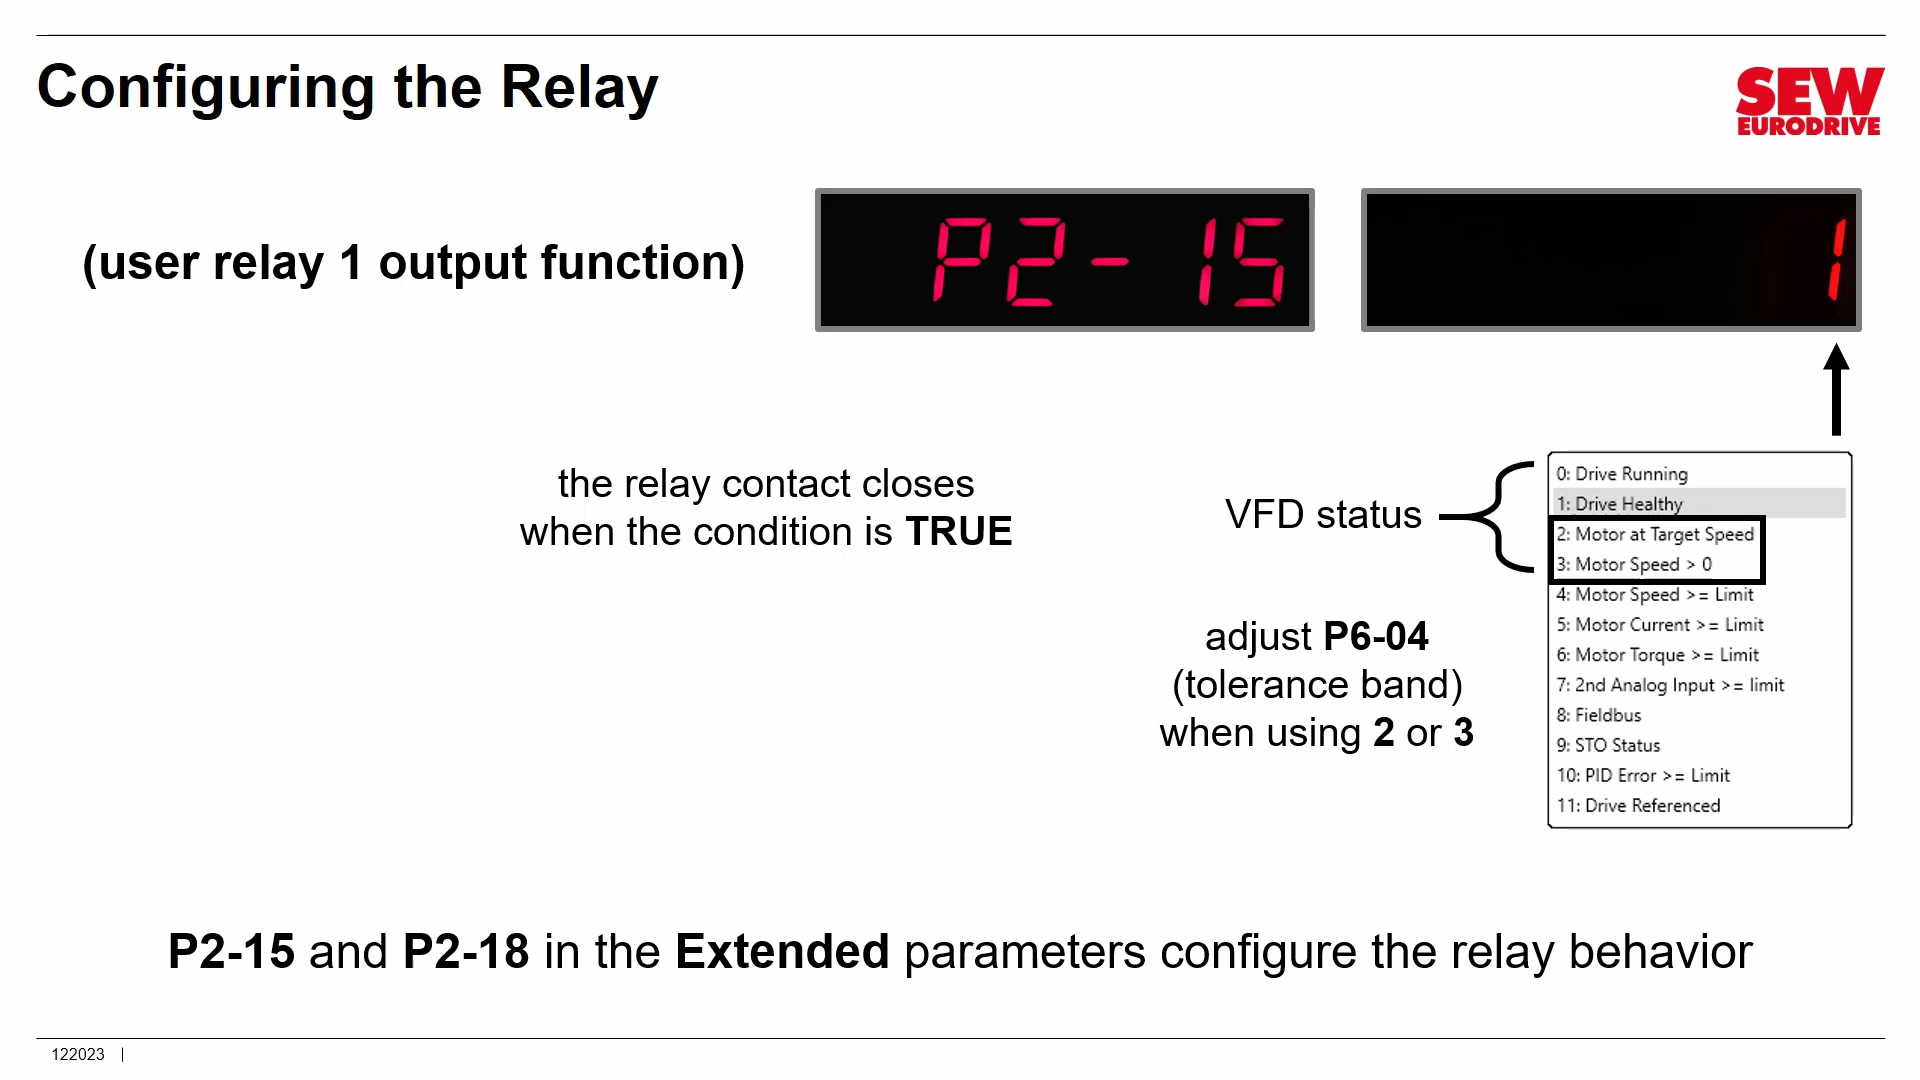 Configuring the Relay
SEW
EURODRIVE
(user relay 1 output function)
P2-15
1
the relay contact closes
when the condition is TRUE
VFD status
adjust P6-04
(tolerance band)
when using 2 or 3
0: Drive Running
1: Drive Healthy
2: Motor at Target Speed
3: Motor Speed > 0
4: Motor Speed >= Limit
5: Motor Current >= Limit
6: Motor Torque >= Limit
7: 2nd Analog Input >= limit
8: Fieldbus
9: STO Status
10: PID Error >= Limit
11: Drive Referenced
P2-15 and P2-18 in the Extended parameters configure the relay behavior
122023 |